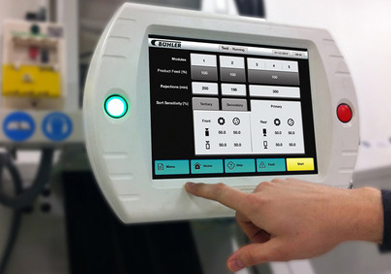 BÜHLER
Modules 1 2 3 4 5
Product Feed (%) 100 100 100
Rejections (min) 200 100 300
Sort Sensitivity (%) Tertiary Secondary Primary
Front Rear
50.0 50.0 50.0 50.0
50.0 50.0 50.0 50.0
Menu Home Help Fault Start